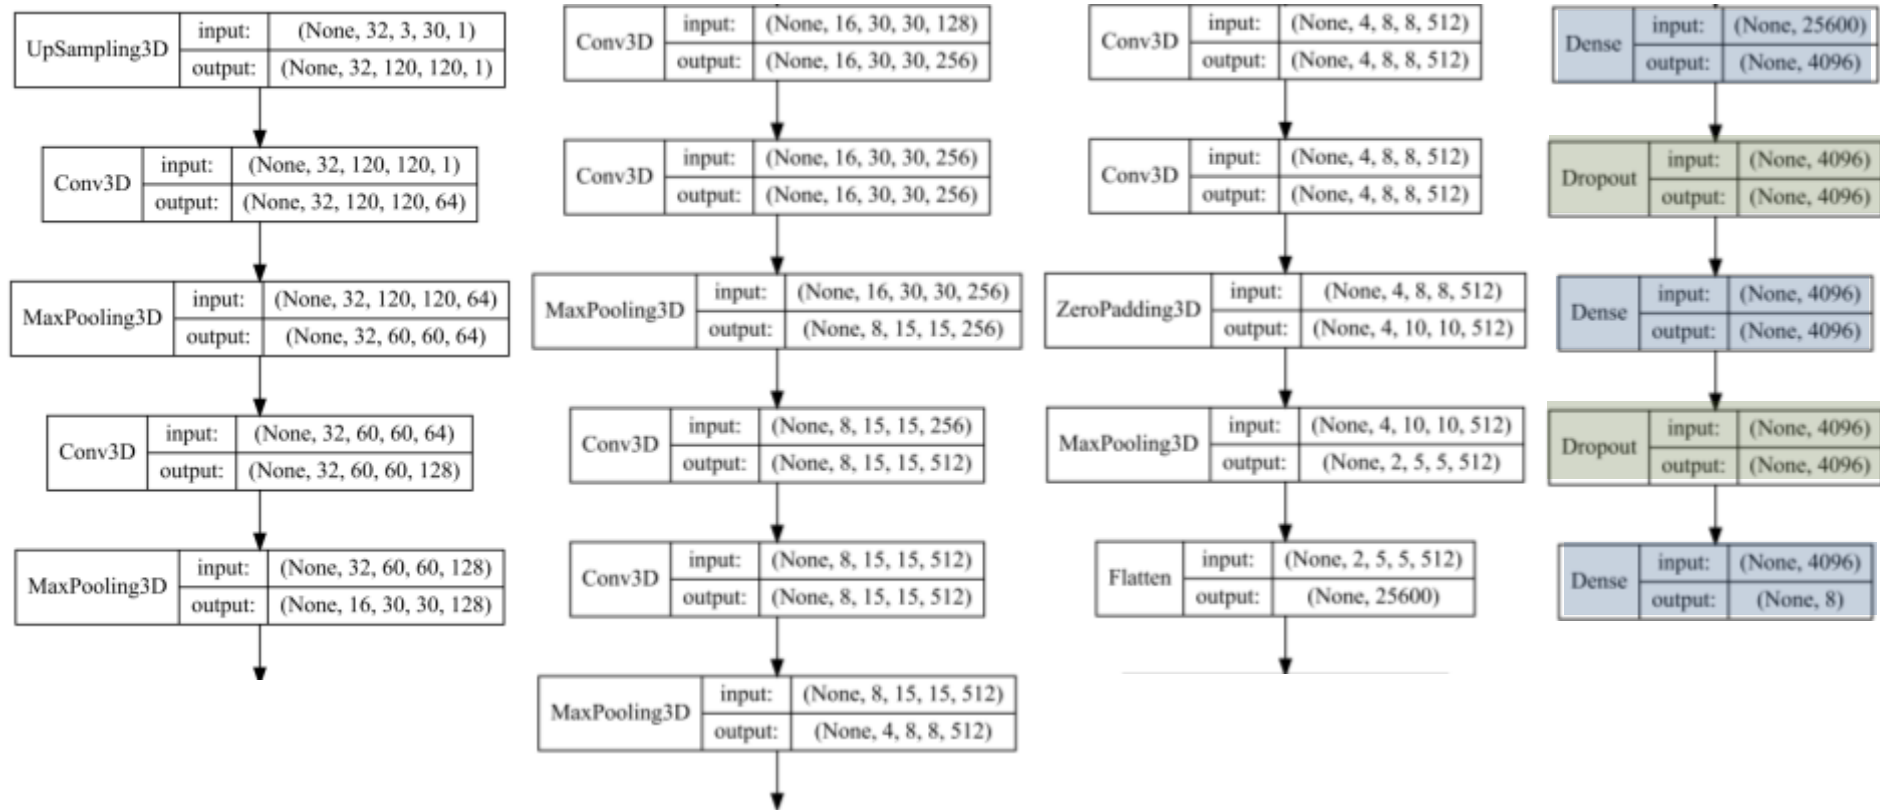 UpSampling3D
input: (None, 32, 3, 30, 1)
output: (None, 32, 120, 120, 1)
Conv3D
input: (None, 32, 120, 120, 1)
output: (None, 32, 120, 120, 64)
MaxPooling3D
input: (None, 32, 120, 120, 64)
output: (None, 32, 60, 60, 64)
Conv3D
input: (None, 32, 60, 60, 64)
output: (None, 32, 60, 60, 128)
MaxPooling3D
input: (None, 32, 60, 60, 128)
output: (None, 16, 30, 30, 128)
Conv3D
input: (None, 16, 30, 30, 128)
output: (None, 16, 30, 30, 256)
Conv3D
input: (None, 16, 30, 30, 256)
output: (None, 16, 30, 30, 256)
MaxPooling3D
input: (None, 16, 30, 30, 256)
output: (None, 8, 15, 15, 256)
Conv3D
input: (None, 8, 15, 15, 256)
output: (None, 8, 15, 15, 512)
Conv3D
input: (None, 8, 15, 15, 512)
output: (None, 8, 15, 15, 512)
MaxPooling3D
input: (None, 8, 15, 15, 512)
output: (None, 4, 8, 8, 512)
Conv3D
input: (None, 4, 8, 8, 512)
output: (None, 4, 8, 8, 512)
Conv3D
input: (None, 4, 8, 8, 512)
output: (None, 4, 8, 8, 512)
ZeroPadding3D
input: (None, 4, 8, 8, 512)
output: (None, 4, 10, 10, 512)
MaxPooling3D
input: (None, 4, 10, 10, 512)
output: (None, 2, 5, 5, 512)
Flatten
input: (None, 2, 5, 5, 512)
output: (None, 25600)
Dense
input: (None, 25600)
output: (None, 4096)
Dropout
input: (None, 4096)
output: (None, 4096)
Dense
input: (None, 4096)
output: (None, 4096)
Dropout
input: (None, 4096)
output: (None, 4096)
Dense
input: (None, 4096)
output: (None, 8)